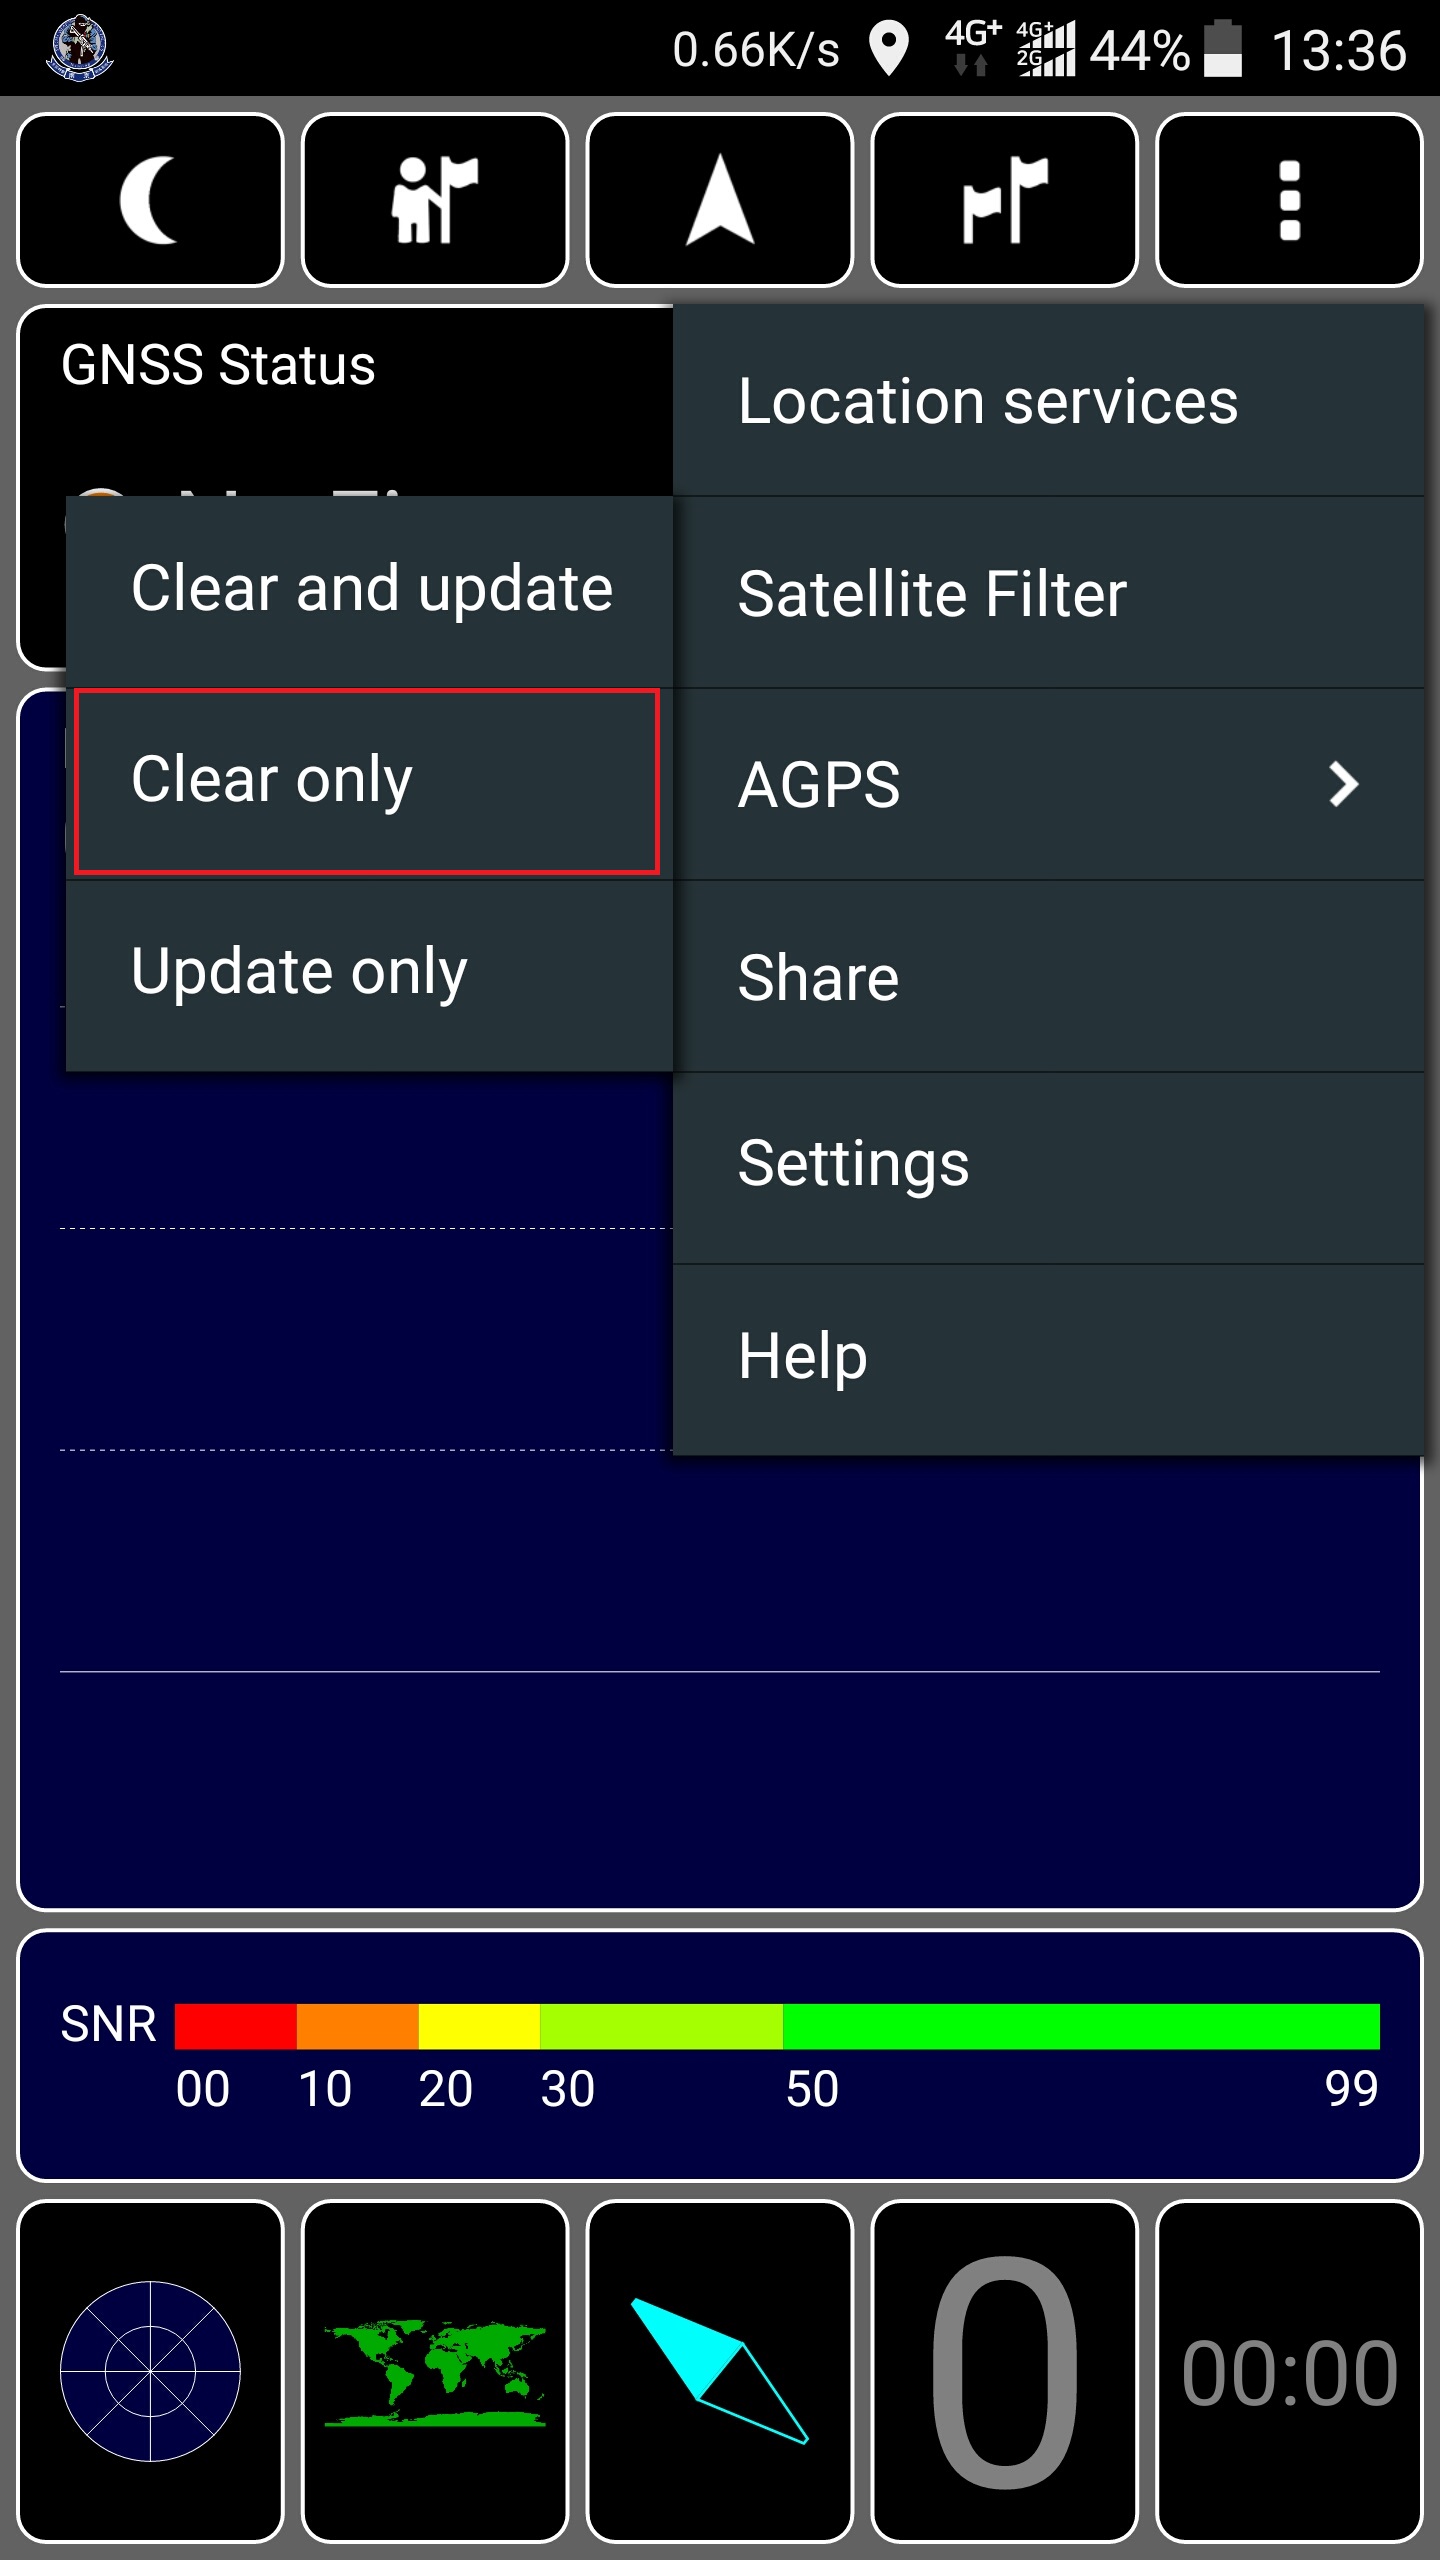 0.66K/s 4G+ 4G+ 2G 44% 13:36
GNSS Status
Location services
Satellite Filter
AGPS
Share
Settings
Help
Clear and update
Clear only
Update only
SNR
00 10 20 30 50 99
0
00:00